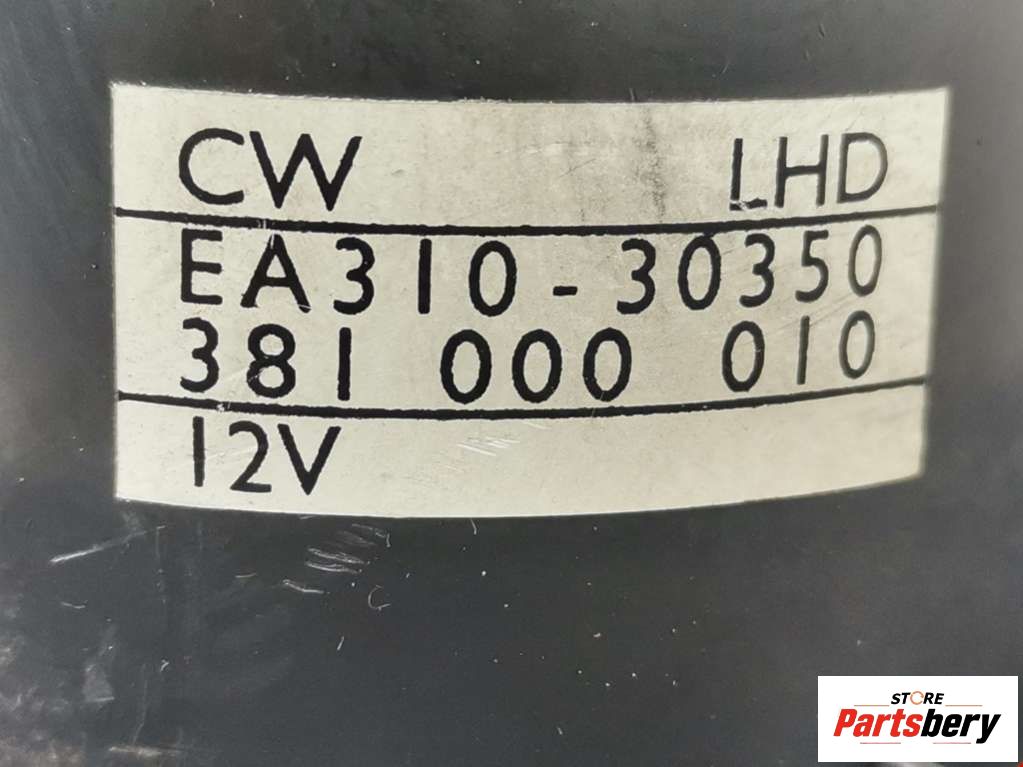 CW LHD
EA310-30350
381 000 010
12V
STORE
Partsbery